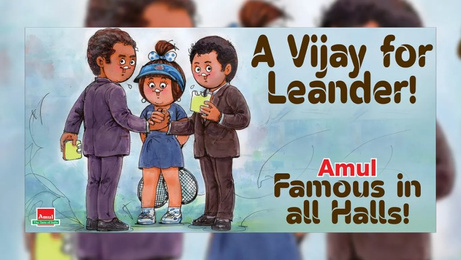 A Vijay for
Leander!
Amul
Famous in
all Halls!
Amul